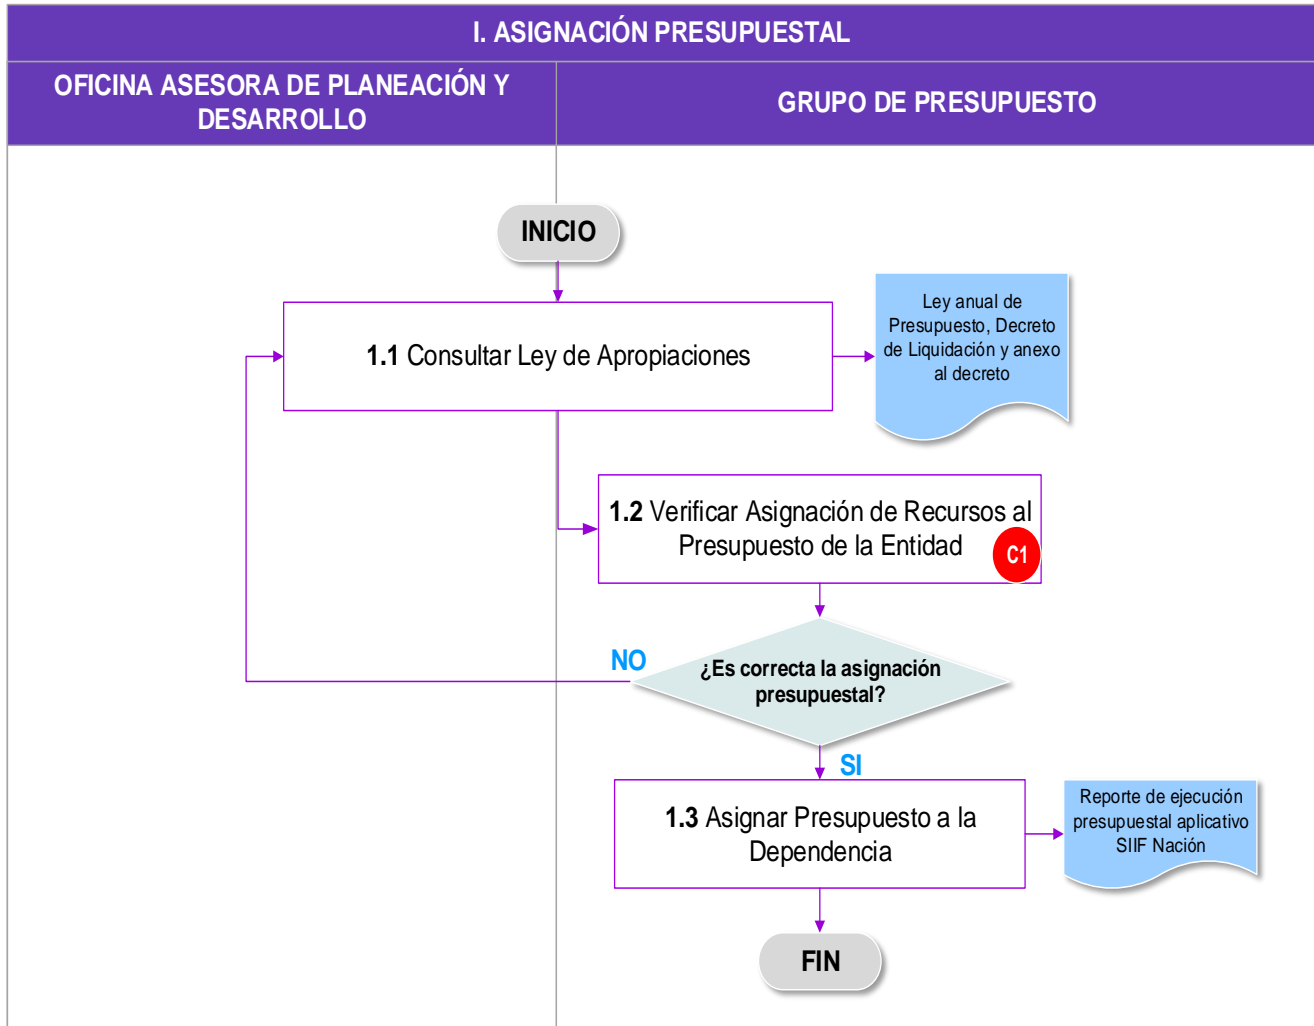 I. ASIGNACIÓN PRESUPUESTAL
OFICINA ASESORA DE PLANEACIÓN Y
DESARROLLO
GRUPO DE PRESUPUESTO
INICIO
1.1 Consultar Ley de Apropiaciones
Ley anual de
Presupuesto, Decreto
de Liquidación y anexo
al decreto
1.2 Verificar Asignación de Recursos al
Presupuesto de la Entidad
C1
NO
¿Es correcta la asignación
presupuestal?
SI
1.3 Asignar Presupuesto a la
Dependencia
Reporte de ejecución
presupuestal aplicativo
SIIF Nación
FIN